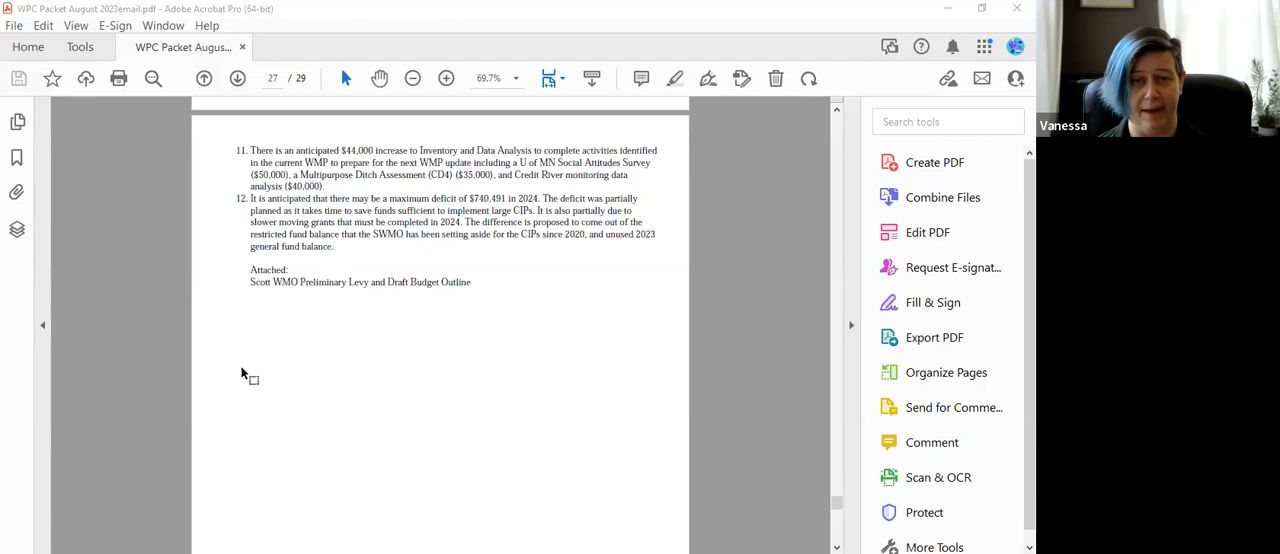 WPC Packet August 2023email.pdf - Adobe Acrobat Pro (64-bit)
File Edit View E-Sign Window Help
Home Tools WPC Packet Augus... ×
27 / 29 69.7%
Vanessa
11. There is an anticipated $44,000 increase to Inventory and Data Analysis to complete activities identified
in the current WMP to prepare for the next WMP update including a U of MN Social Attitudes Survey
($50,000), a Multipurpose Ditch Assessment (CD4) ($35,000), and Credit River monitoring data
analysis ($40,000).
12. It is anticipated that there may be a maximum deficit of $740,491 in 2024. The deficit was partially
planned as it takes time to save funds sufficient to implement large CIPs. It is also partially due to
slower moving grants that must be completed in 2024. The difference is proposed to come out of the
restricted fund balance that the SWMO has been setting aside for the CIPs since 2020, and unused 2023
general fund balance.
Attached:
Scott WMO Preliminary Levy and Draft Budget Outline
Search tools
Create PDF
Combine Files
Edit PDF
Request E-signat...
Fill & Sign
Export PDF
Organize Pages
Send for Comme...
Comment
Scan & OCR
Protect
More Tools